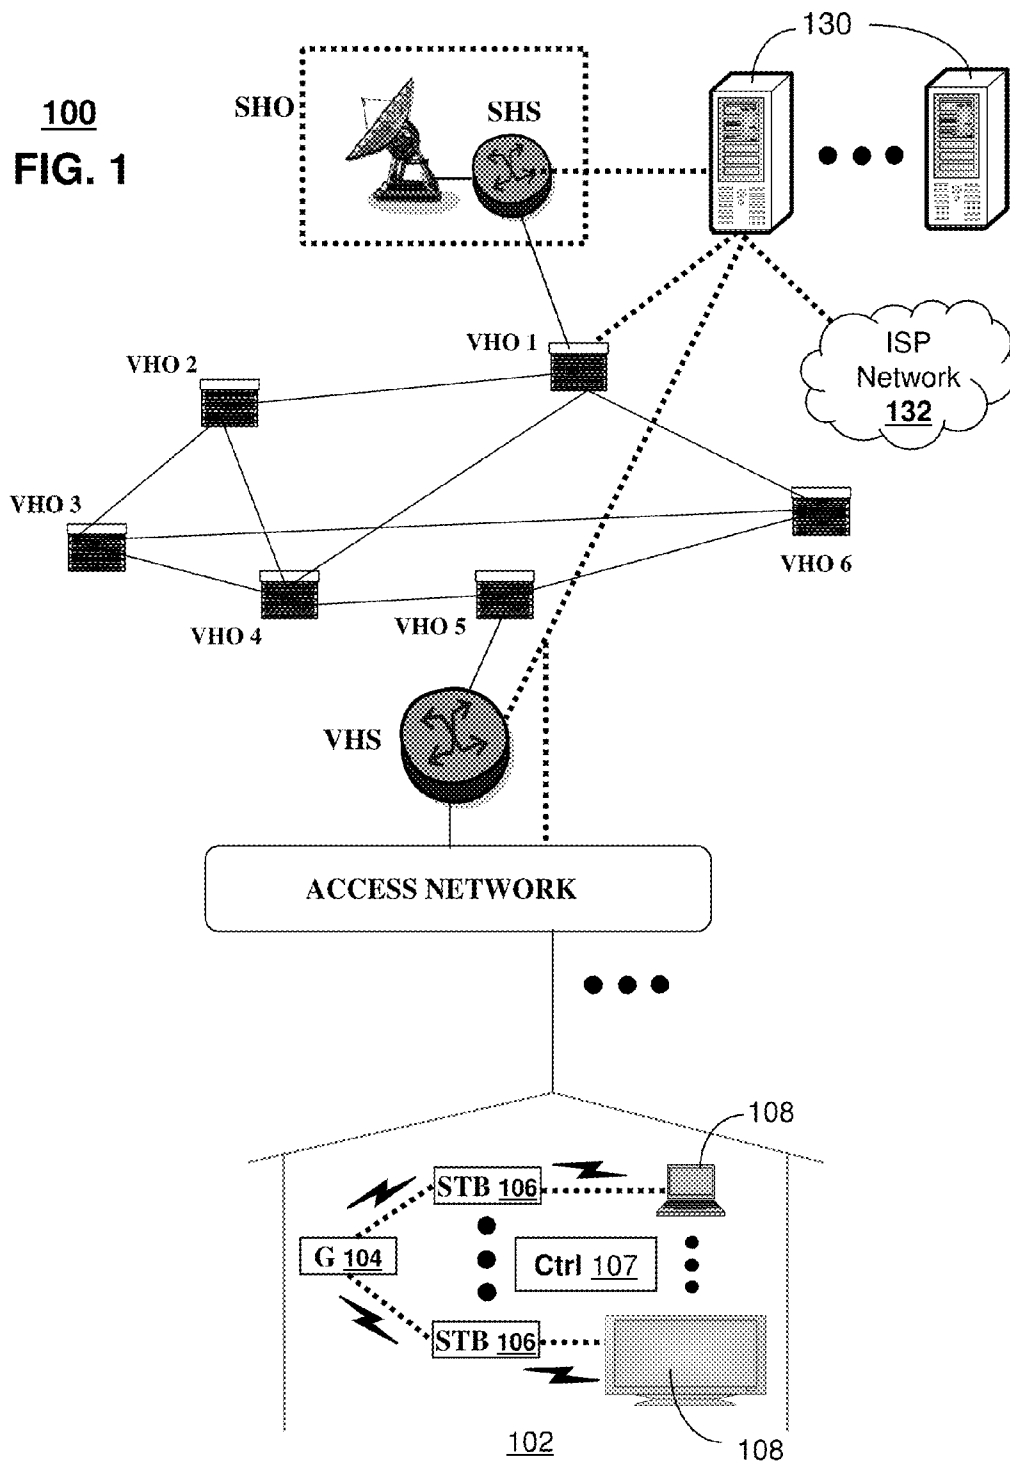 130
100
FIG. 1
SHO
SHS
VHO 1
ISP
Network
132
VHO 2
VHO 3
VHO 6
VHO 4
VHO 5
VHS
ACCESS NETWORK
108
STB 106
G 104
Ctrl 107
STB 106
108
102